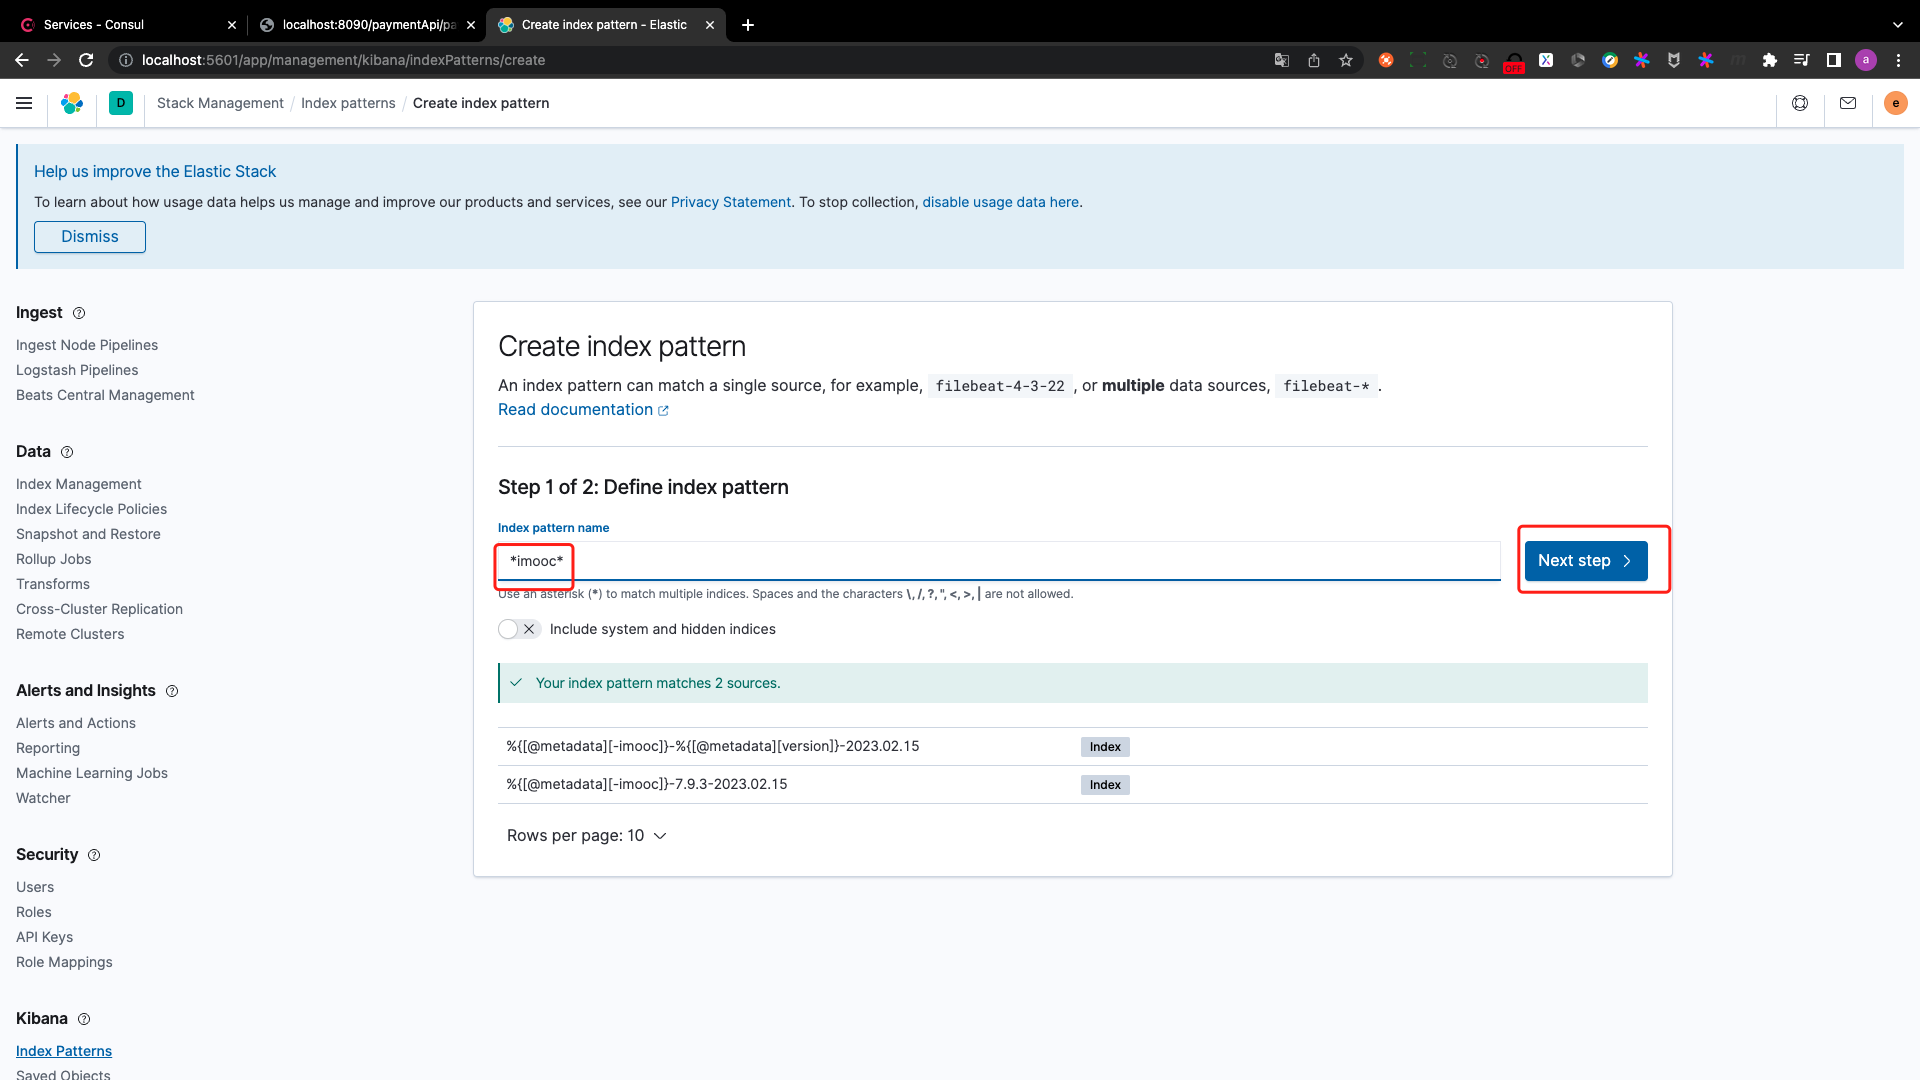 Services - Consul
localhost:8090/paymentApi/pa
Create index pattern - Elastic
localhost:5601/app/management/kibana/indexPatterns/create
OFF
a
D
Stack Management / Index patterns / Create index pattern
e
Help us improve the Elastic Stack
To learn about how usage data helps us manage and improve our products and services, see our Privacy Statement. To stop collection, disable usage data here.
Dismiss
Ingest
Ingest Node Pipelines
Logstash Pipelines
Beats Central Management
Data
Index Management
Index Lifecycle Policies
Snapshot and Restore
Rollup Jobs
Transforms
Cross-Cluster Replication
Remote Clusters
Alerts and Insights
Alerts and Actions
Reporting
Machine Learning Jobs
Watcher
Security
Users
Roles
API Keys
Role Mappings
Kibana
Index Patterns
Saved Objects
Create index pattern
An index pattern can match a single source, for example, filebeat-4-3-22 , or multiple data sources, filebeat-* .
Read documentation
Step 1 of 2: Define index pattern
Index pattern name
*imooc*
Next step
Use an asterisk (*) to match multiple indices. Spaces and the characters \, /, ?, ", <, >, | are not allowed.
Include system and hidden indices
Your index pattern matches 2 sources.
%{[@metadata][-imooc]}-%{[@metadata][version]}-2023.02.15 Index
%{[@metadata][-imooc]}-7.9.3-2023.02.15 Index
Rows per page: 10